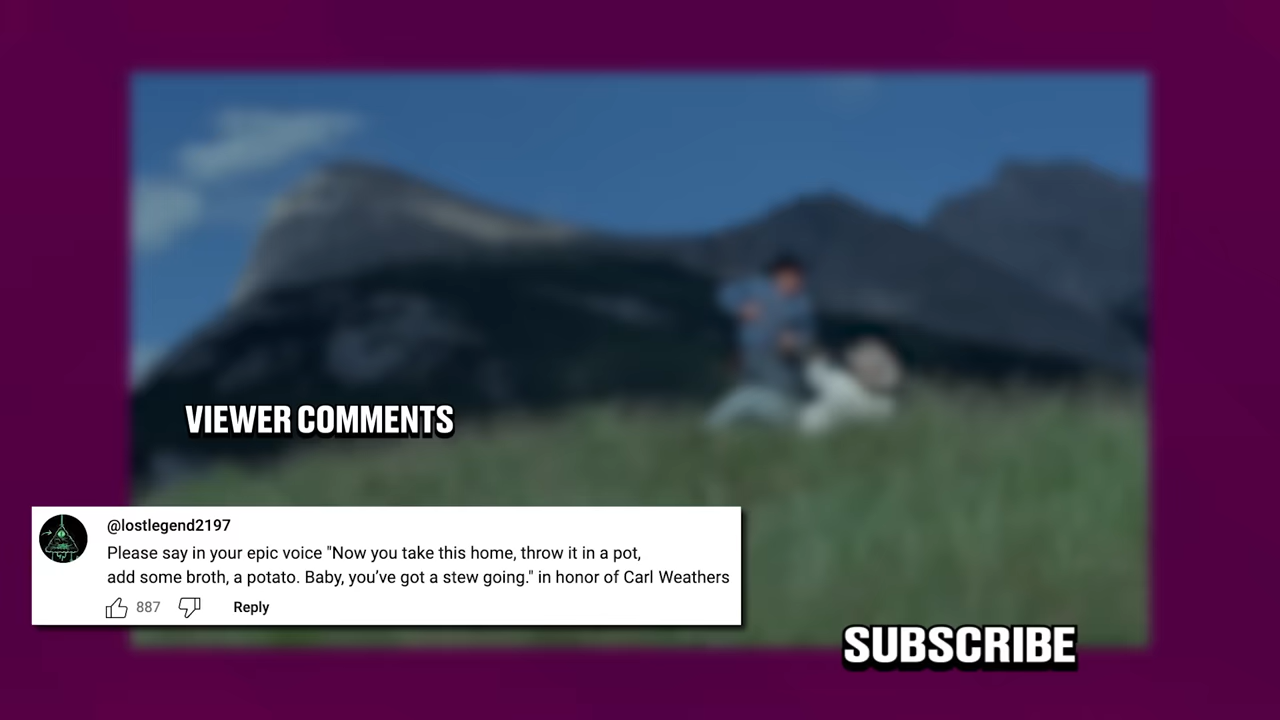 VIEWER COMMENTS
@lostlegend2197
Please say in your epic voice "Now you take this home, throw it in a pot,
add some broth, a potato. Baby, you’ve got a stew going." in honor of Carl Weathers
887 Reply
SUBSCRIBE